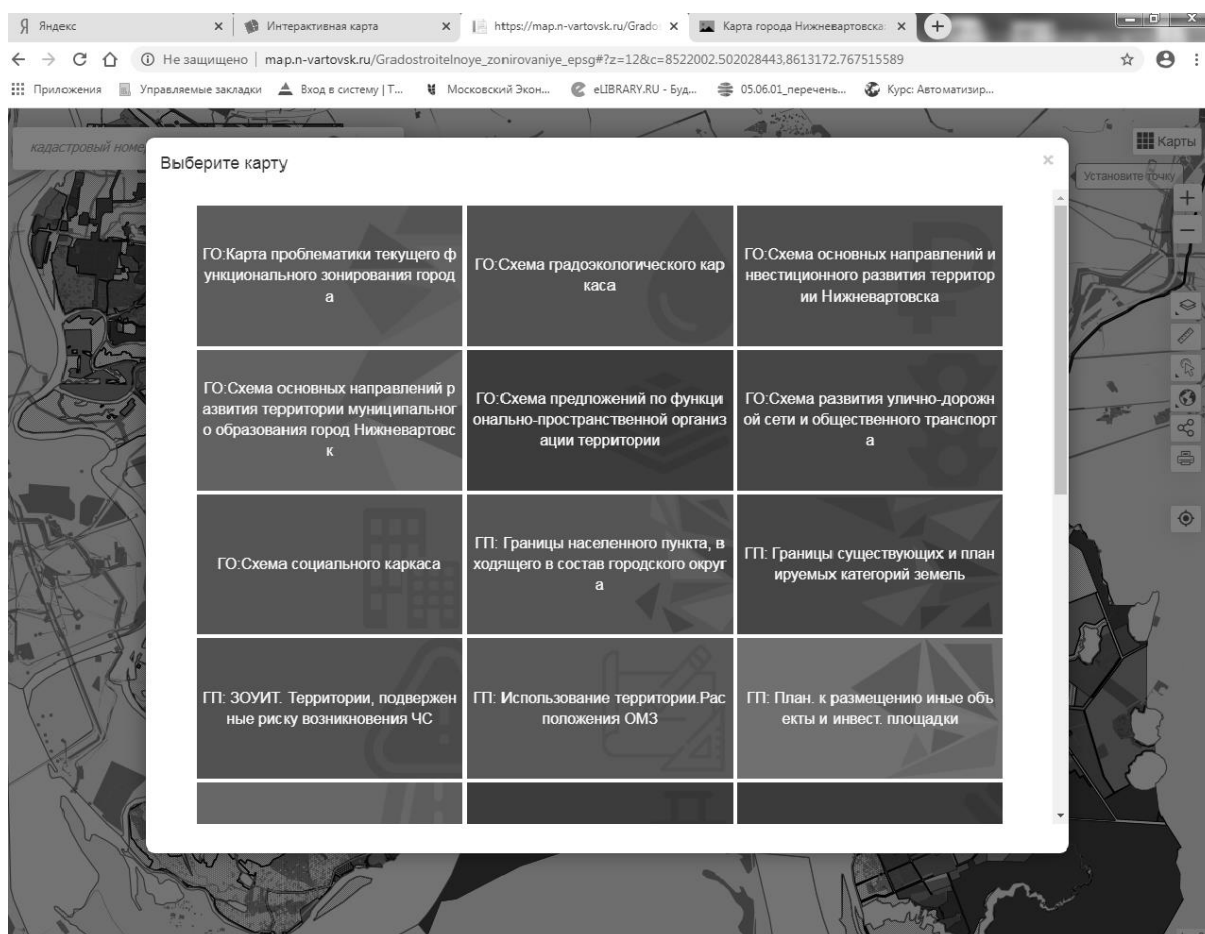 Яндекс
Интерактивная карта
https://map.n-vartovsk.ru/Grado
Карта города Нижневартовска
Не защищено | map.n-vartovsk.ru/Gradostroitelnoye_zonirovaniye_epsg#?z=12&c=8522002.502028443,8613172.767515589
Приложения
Управляемые закладки
Вход в систему | Т...
Московский Экон...
eLIBRARY.RU - Буд...
05.06.01_перечень...
Курс: Автоматизир...
кадастровый номе
Карты
Установите точку
Выберите карту
ГО:Карта проблематики текущего ф
ункционального зонирования город
а
ГО:Схема градоэкологического кар
каса
ГО:Схема основных направлений и
нвестиционного развития территор
ии Нижневартовска
ГО:Схема основных направлений р
азвития территории муниципальног
о образования город Нижневартовс
к
ГО:Схема предложений по функци
онально-пространственной организ
ации территории
ГО:Схема развития улично-дорожн
ой сети и общественного транспорт
а
ГО:Схема социального каркаса
ГП: Границы населенного пункта, в
ходящего в состав городского округ
а
ГП: Границы существующих и план
ируемых категорий земель
ГП: ЗОУИТ. Территории, подвержен
ные риску возникновения ЧС
ГП: Использование территории.Рас
положения ОМЗ
ГП: План. к размещению иные объ
екты и инвест. площадки